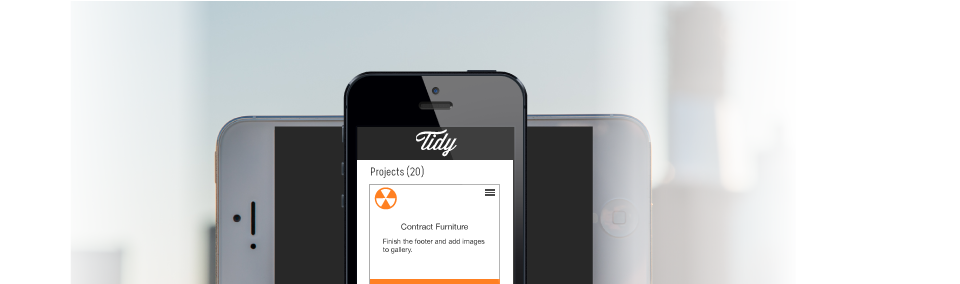 Tidy
Projects (20)
Contract Furniture
Finish the footer and add images
to gallery.